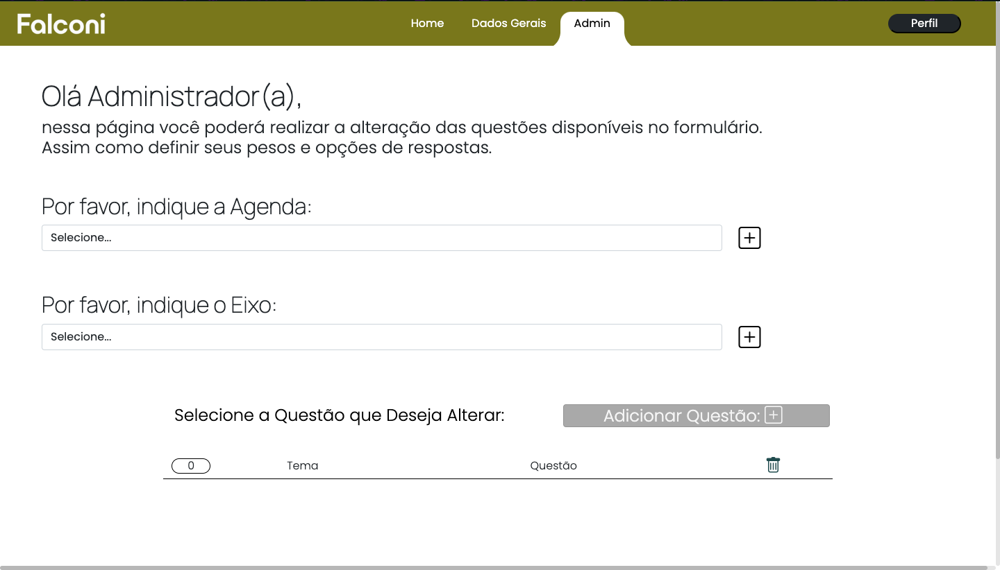 Falconi
Home
Dados Gerais
Admin
Perfil
Olá Administrador(a),
nessa página você poderá realizar a alteração das questões disponíveis no formulário.
Assim como definir seus pesos e opções de respostas.
Por favor, indique a Agenda:
Selecione...
Por favor, indique o Eixo:
Selecione...
Selecione a Questão que Deseja Alterar:
Adicionar Questão:
0
Tema
Questão